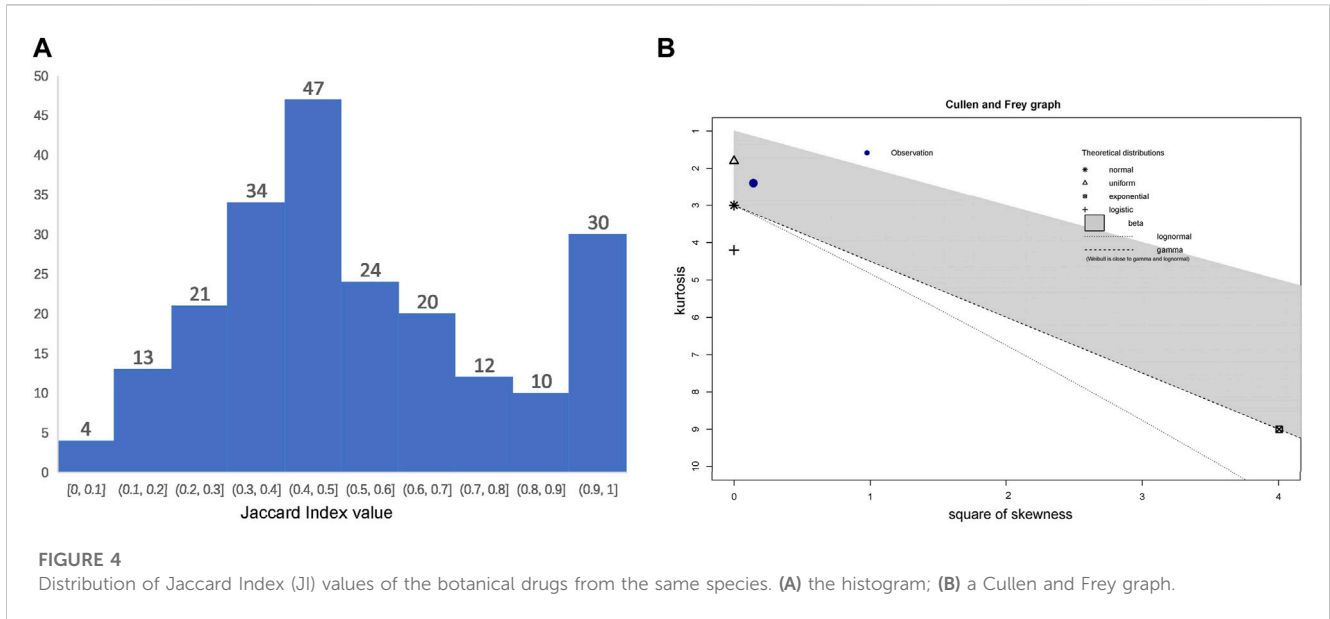 A
50
45
40
35
30
25
20
15
10
5
0
4
13
21
34
47
24
20
12
10
30
[0, 0.1] (0.1, 0.2] (0.2, 0.3] (0.3, 0.4] (0.4, 0.5] (0.5, 0.6] (0.6, 0.7] (0.7, 0.8] (0.8, 0.9] (0.9, 1]
Jaccard Index value
B
Cullen and Frey graph
kurtosis
1
2
3
4
5
6
7
8
9
10
Observation
Theoretical distributions
normal
uniform
exponential
logistic
beta
lognormal
gamma
(Weibull is close to gamma and lognormal)
0 1 2 3 4
square of skewness
FIGURE 4
Distribution of Jaccard Index (JI) values of the botanical drugs from the same species. (A) the histogram; (B) a Cullen and Frey graph.